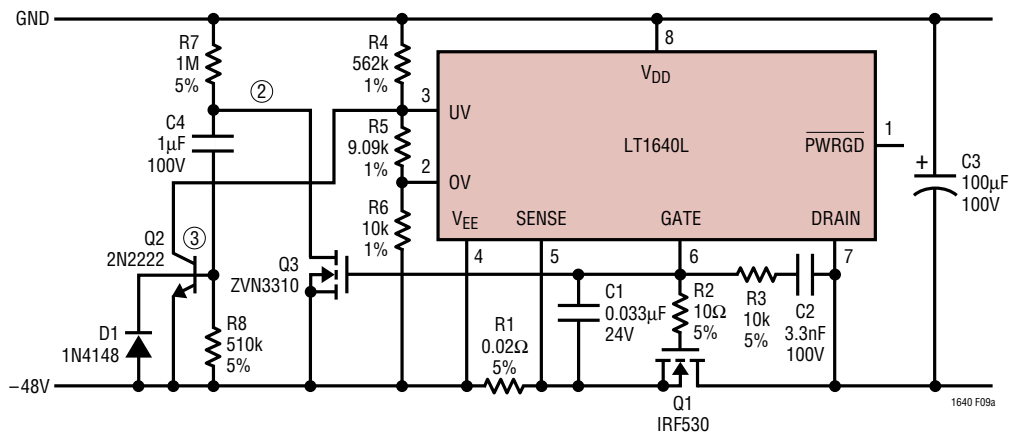 GND
R7
1M
5%
②
C4
1µF
100V
Q2
2N2222
③
D1
1N4148
R8
510k
5%
–48V
Q3
ZVN3310
R4
562k
1%
R5
9.09k
1%
R6
10k
1%
3
2
8
VDD
UV
OV
LT1640L
PWRGD
1
VEE
SENSE
GATE
DRAIN
4
5
6
7
R1
0.02Ω
5%
C1
0.033µF
24V
R2
10Ω
5%
R3
10k
5%
C2
3.3nF
100V
Q1
IRF530
+
C3
100µF
100V
1640 F09a